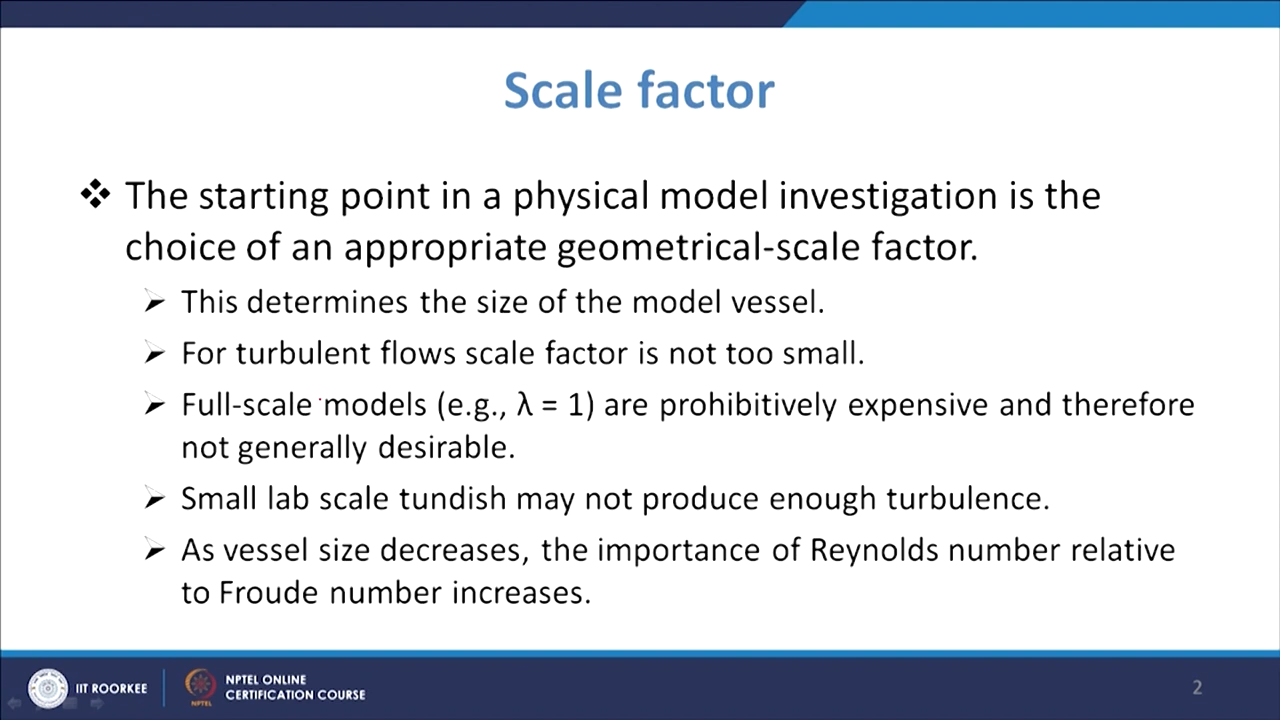 Scale factor
❖ The starting point in a physical model investigation is the
choice of an appropriate geometrical-scale factor.
➢ This determines the size of the model vessel.
➢ For turbulent flows scale factor is not too small.
➢ Full-scale models (e.g., λ = 1) are prohibitively expensive and therefore
not generally desirable.
➢ Small lab scale tundish may not produce enough turbulence.
➢ As vessel size decreases, the importance of Reynolds number relative
to Froude number increases.
IIT ROORKEE
NPTEL
NPTEL ONLINE
CERTIFICATION COURSE
2